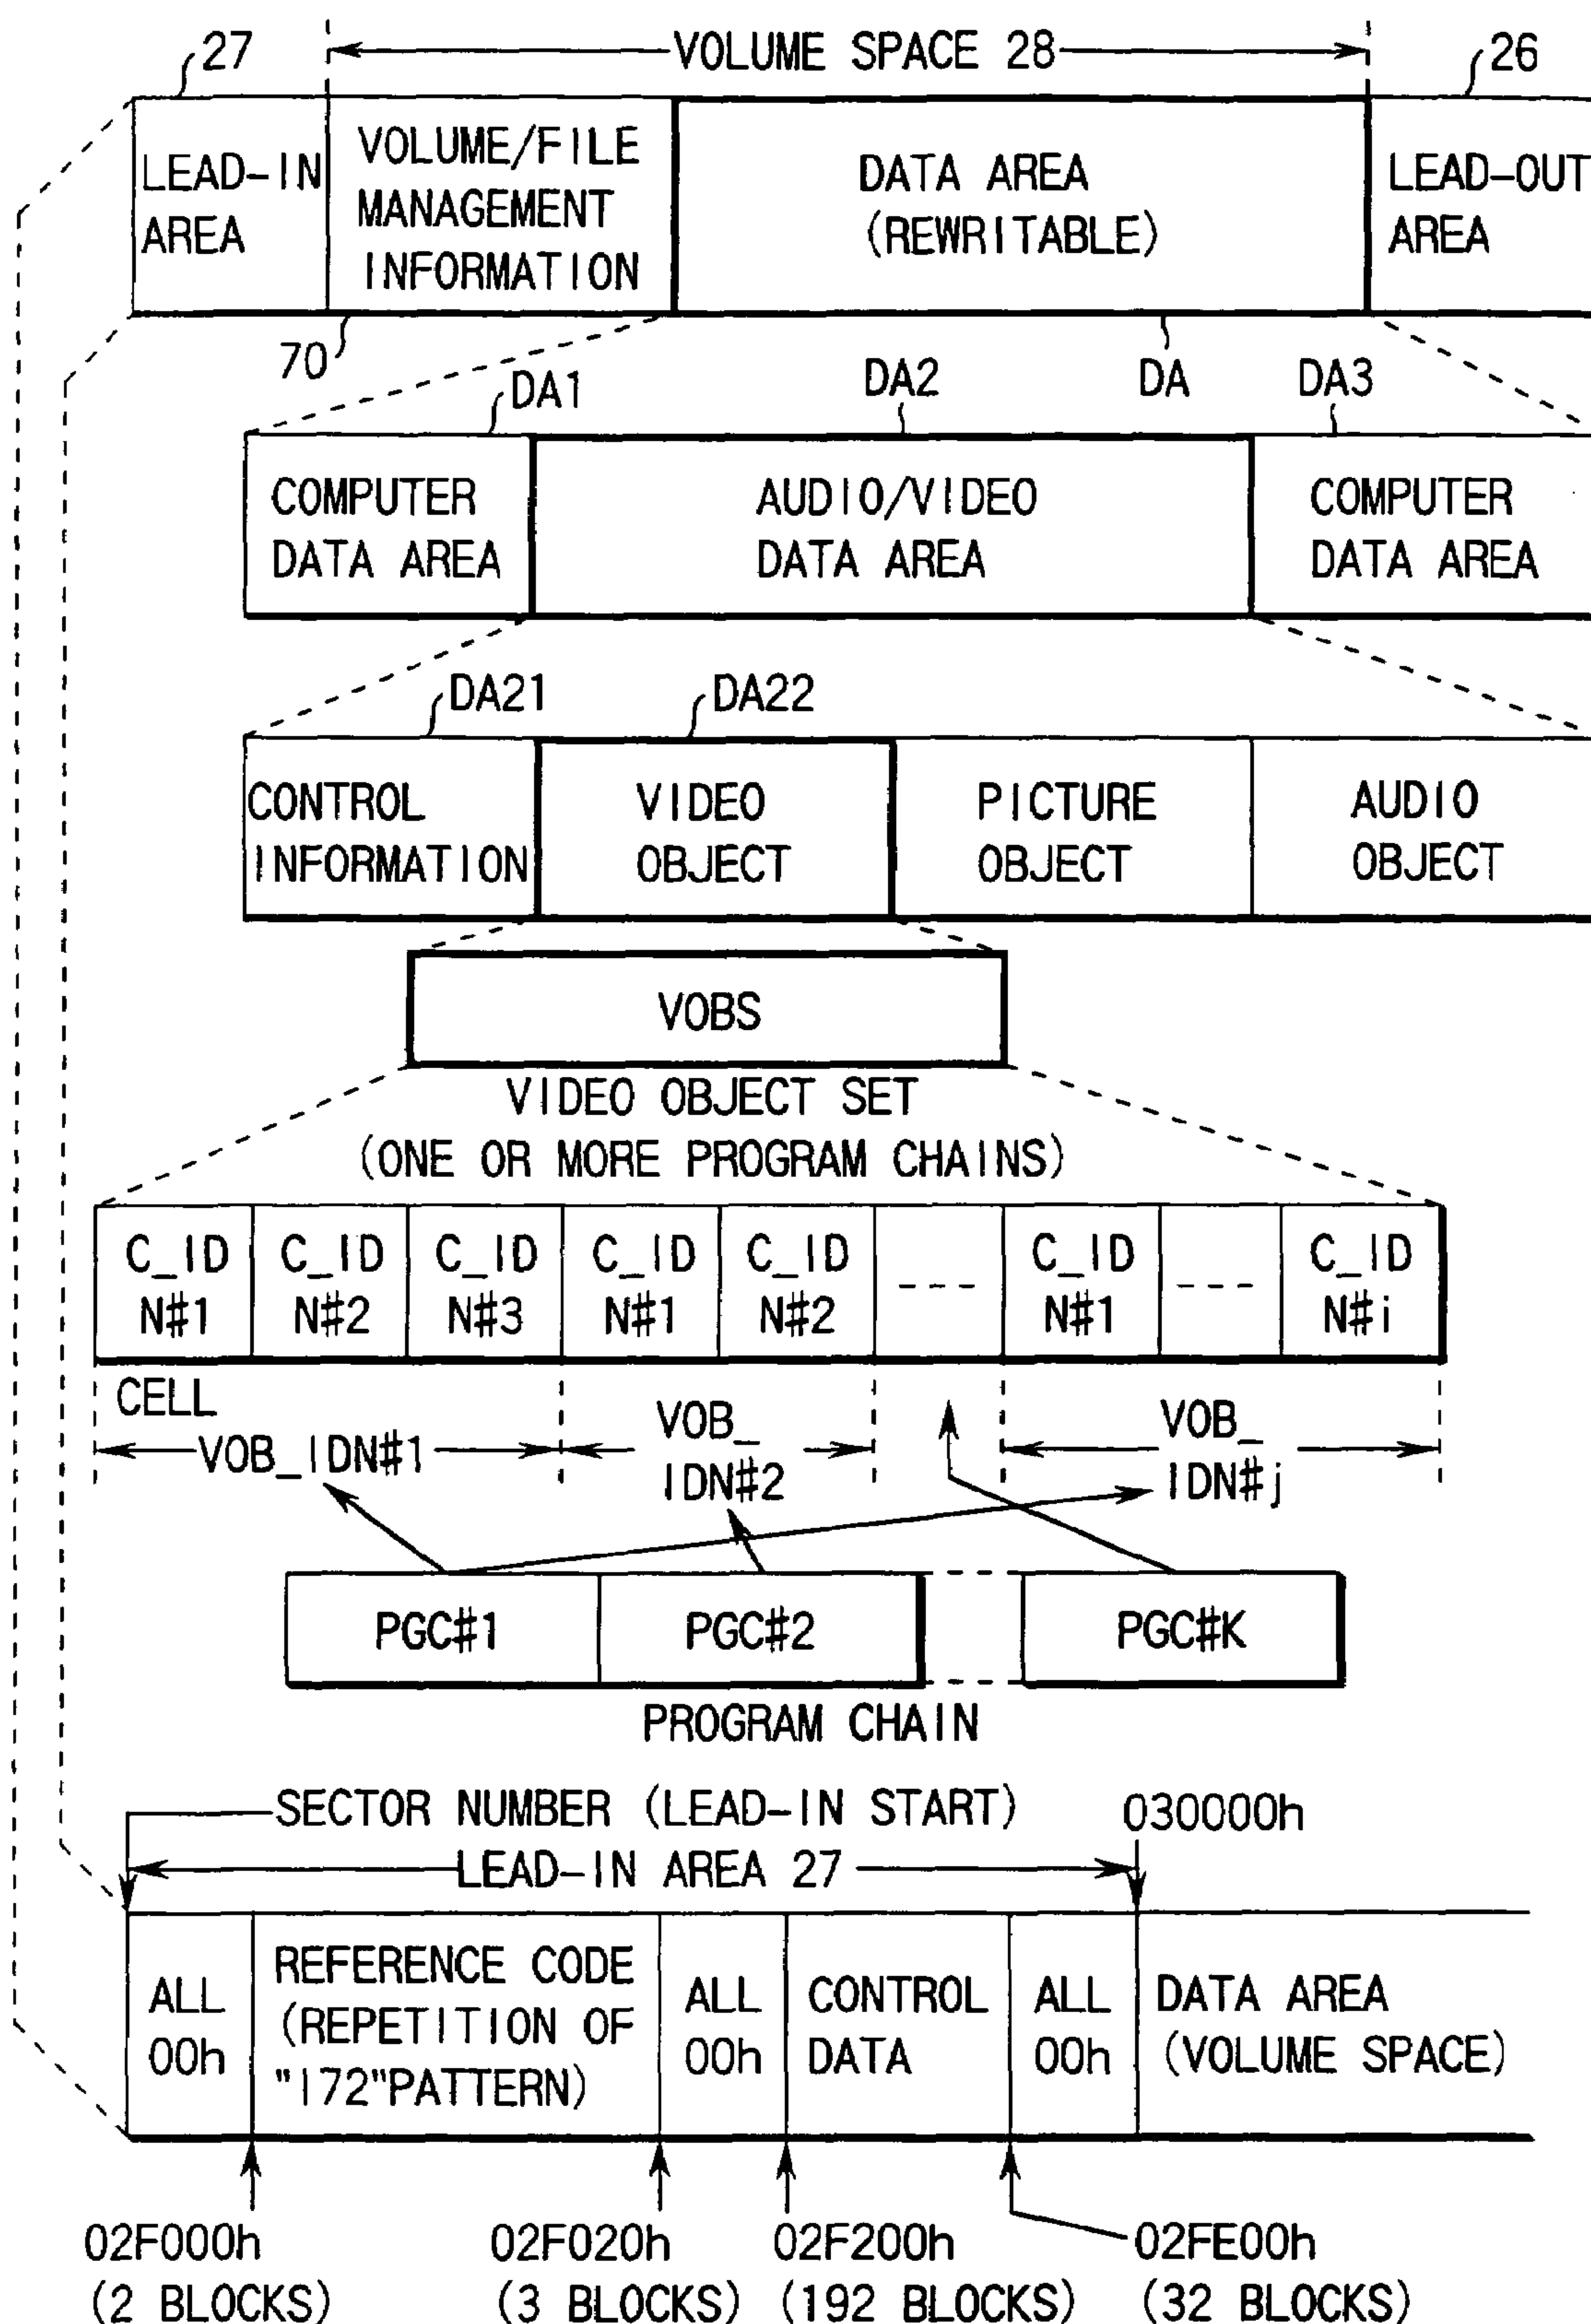 27
VOLUME SPACE 28
26
LEAD-IN
AREA
VOLUME/FILE
MANAGEMENT
INFORMATION
DATA AREA
(REWRITABLE)
LEAD-OUT
AREA
70
DA1
DA2
DA
DA3
COMPUTER
DATA AREA
AUDIO/VIDEO
DATA AREA
COMPUTER
DATA AREA
DA21
DA22
CONTROL
INFORMATION
VIDEO
OBJECT
PICTURE
OBJECT
AUDIO
OBJECT
VOBS
VIDEO OBJECT SET
(ONE OR MORE PROGRAM CHAINS)
C_ID
N#1
C_ID
N#2
C_ID
N#3
C_ID
N#1
C_ID
N#2
C_ID
N#1
C_ID
N#i
CELL
VOB_IDN#1
VOB_
IDN#2
VOB_
IDN#j
PGC#1
PGC#2
PGC#K
PROGRAM CHAIN
SECTOR NUMBER (LEAD-IN START)
030000h
LEAD-IN AREA 27
ALL
00h
REFERENCE CODE
(REPETITION OF
"172"PATTERN)
ALL
00h
CONTROL
DATA
ALL
00h
DATA AREA
(VOLUME SPACE)
02F000h
(2 BLOCKS)
02F020h
(3 BLOCKS)
02F200h
(192 BLOCKS)
02FE00h
(32 BLOCKS)